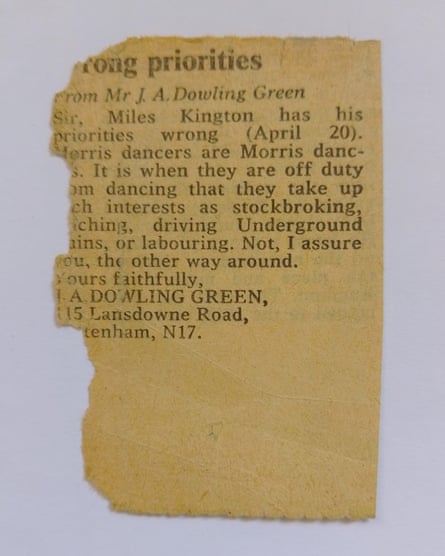 rong priorities
rom Mr J. A. Dowling Green
Sir, Miles Kington has his
priorities wrong (April 20).
Morris dancers are Morris danc-
s. It is when they are off duty
om dancing that they take up
ch interests as stockbroking,
ching, driving Underground
ains, or labouring. Not, I assure
ou, the other way around.
ours faithfully,
J A DOWLING GREEN,
15 Lansdowne Road,
tenham, N17.